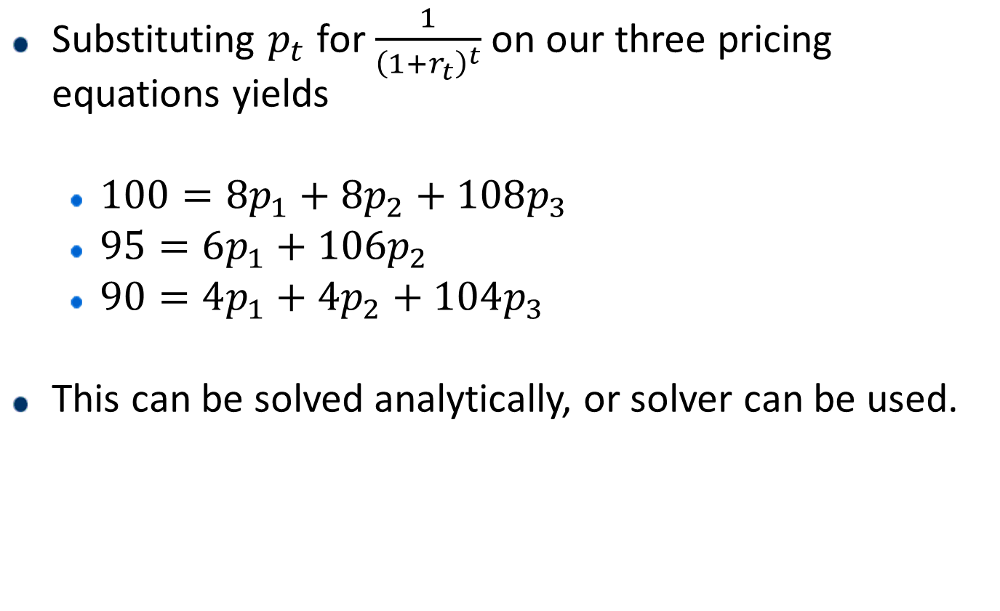 • Substituting $p_t$ for $\frac{1}{(1+r_t)^t}$ on our three pricing
equations yields
• $100 = 8p_1 + 8p_2 + 108p_3$
• $95 = 6p_1 + 106p_2$
• $90 = 4p_1 + 4p_2 + 104p_3$
• This can be solved analytically, or solver can be used.